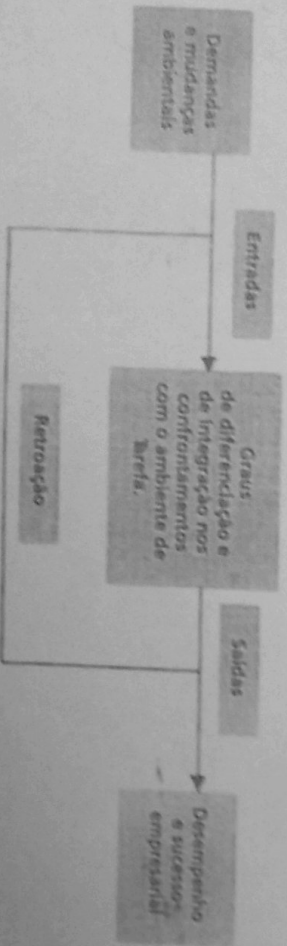 Demandas
e mudanças
ambientais
Entradas
Graus
de diferenciação e
de integração nos
confrontamentos
com o ambiente de
Tarefa.
Retroação
Saídas
Desempenho
e sucesso
empresarial